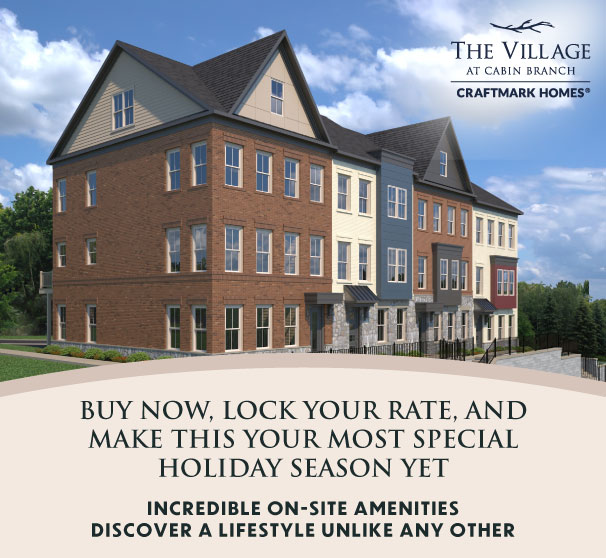 THE VILLAGE
AT CABIN BRANCH
CRAFTMARK HOMES®
BUY NOW, LOCK YOUR RATE, AND
MAKE THIS YOUR MOST SPECIAL
HOLIDAY SEASON YET
INCREDIBLE ON-SITE AMENITIES
DISCOVER A LIFESTYLE UNLIKE ANY OTHER